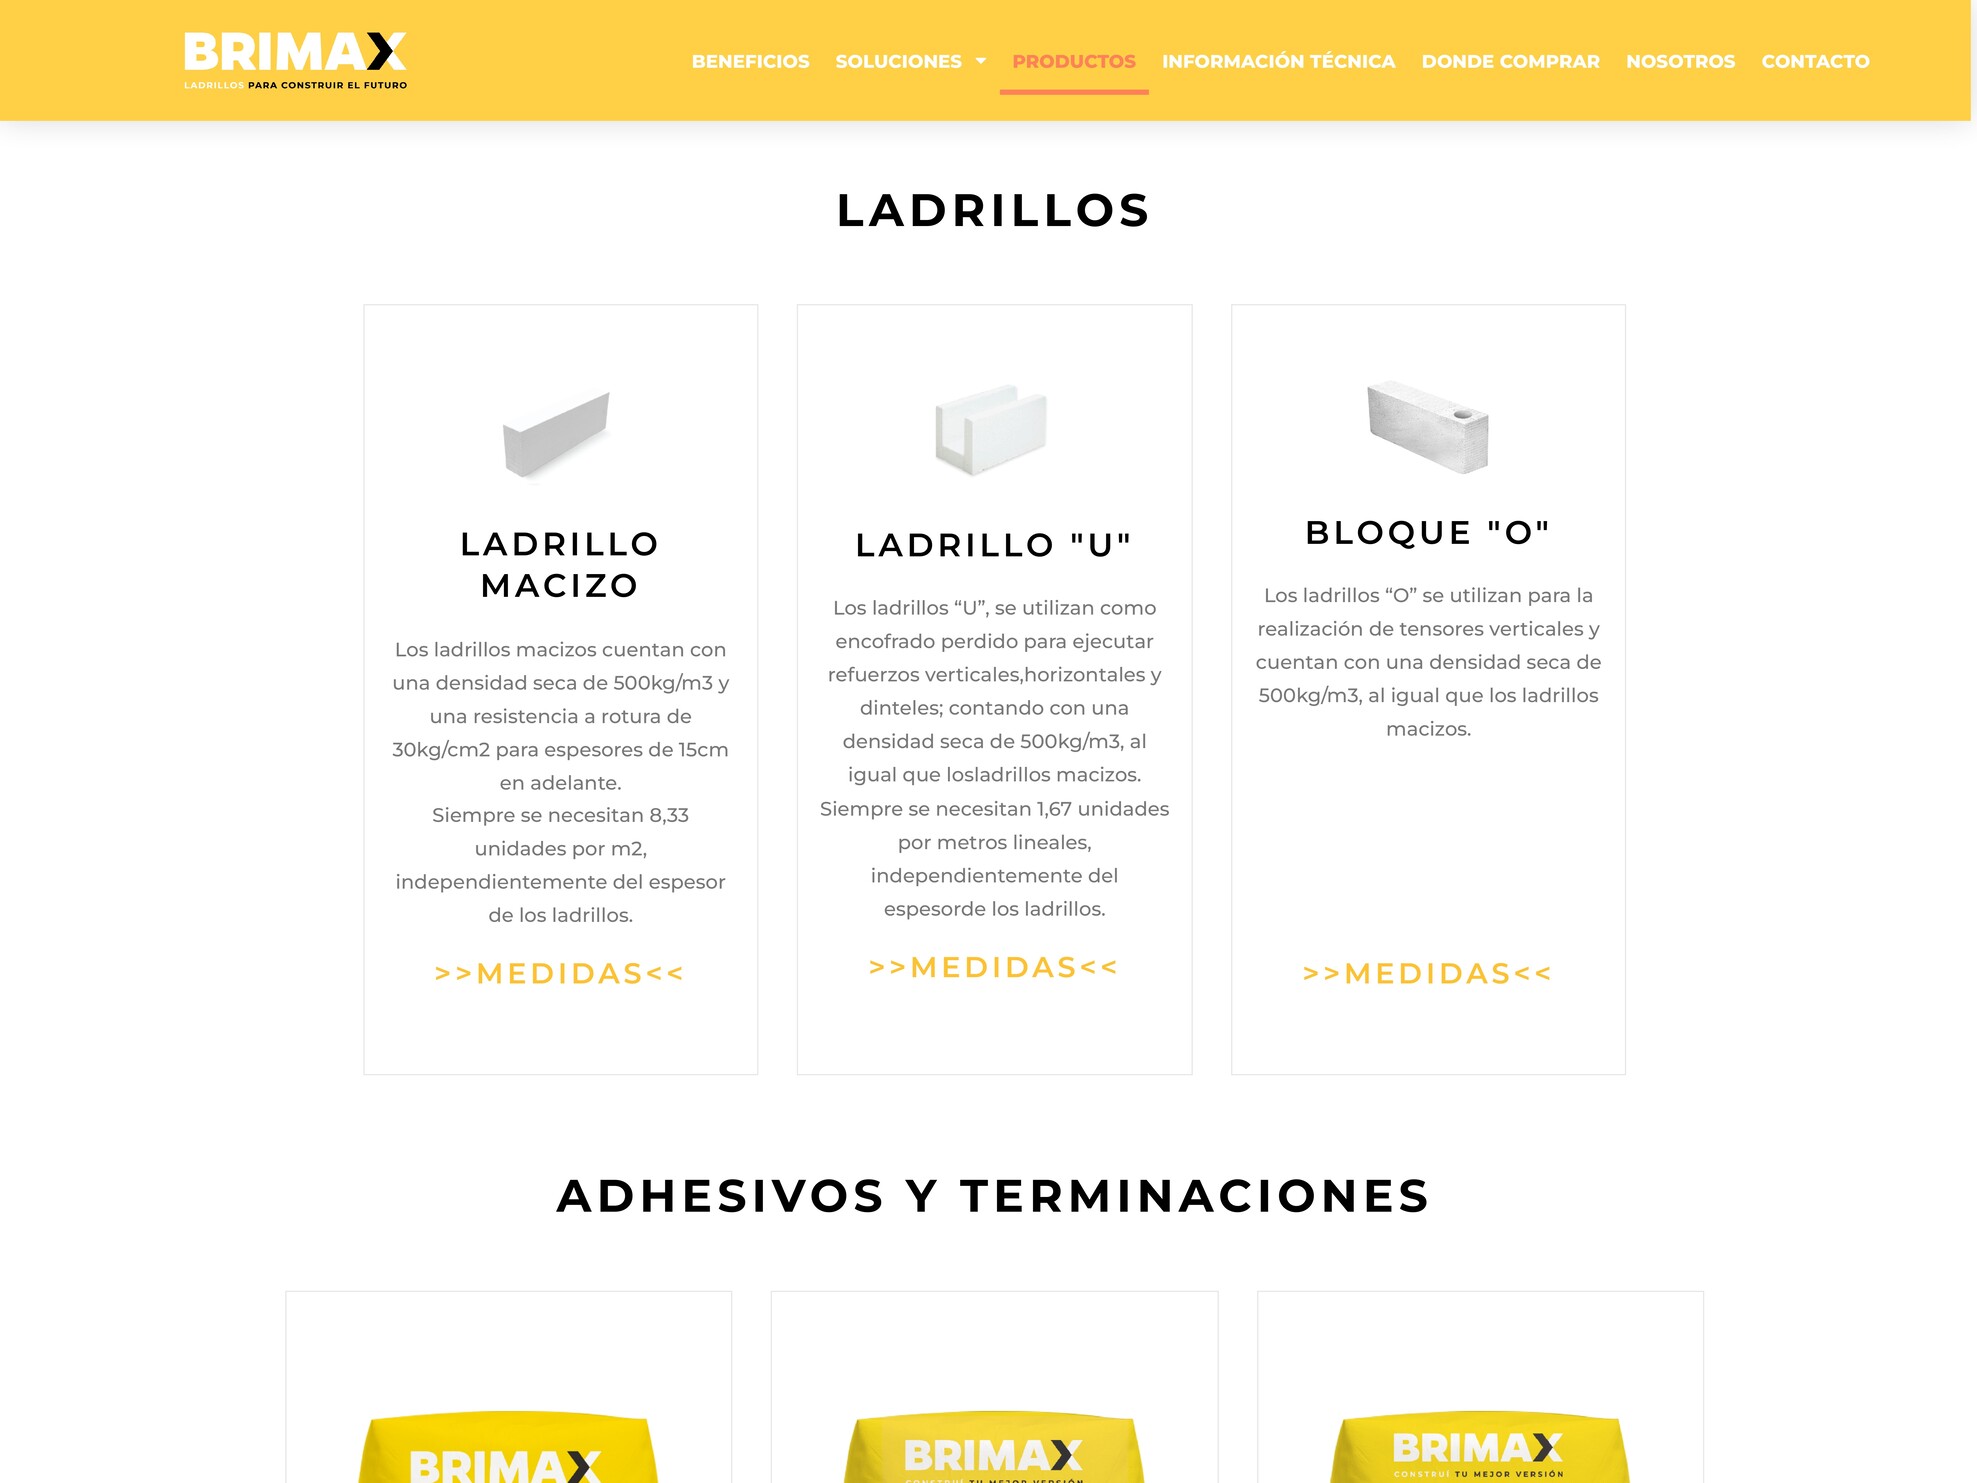 BRIMAX
LADRILLOS PARA CONSTRUIR EL FUTURO
BENEFICIOS SOLUCIONES PRODUCTOS INFORMACIÓN TÉCNICA DONDE COMPRAR NOSOTROS CONTACTO
LADRILLOS
LADRILLO
MACIZO
Los ladrillos macizos cuentan con
una densidad seca de 500kg/m3 y
una resistencia a rotura de
30kg/cm2 para espesores de 15cm
en adelante.
Siempre se necesitan 8,33
unidades por m2,
independientemente del espesor
de los ladrillos.
>>MEDIDAS<<
LADRILLO "U"
Los ladrillos “U”, se utilizan como
encofrado perdido para ejecutar
refuerzos verticales,horizontales y
dinteles; contando con una
densidad seca de 500kg/m3, al
igual que losladrillos macizos.
Siempre se necesitan 1,67 unidades
por metros lineales,
independientemente del
espesorde los ladrillos.
>>MEDIDAS<<
BLOQUE "O"
Los ladrillos “O” se utilizan para la
realización de tensores verticales y
cuentan con una densidad seca de
500kg/m3, al igual que los ladrillos
macizos.
>>MEDIDAS<<
ADHESIVOS Y TERMINACIONES
BRIMAX
BRIMAX
CONSTRUÍ TU MEJOR VERSIÓN
BRIMAX
CONSTRUÍ TU MEJOR VERSIÓN